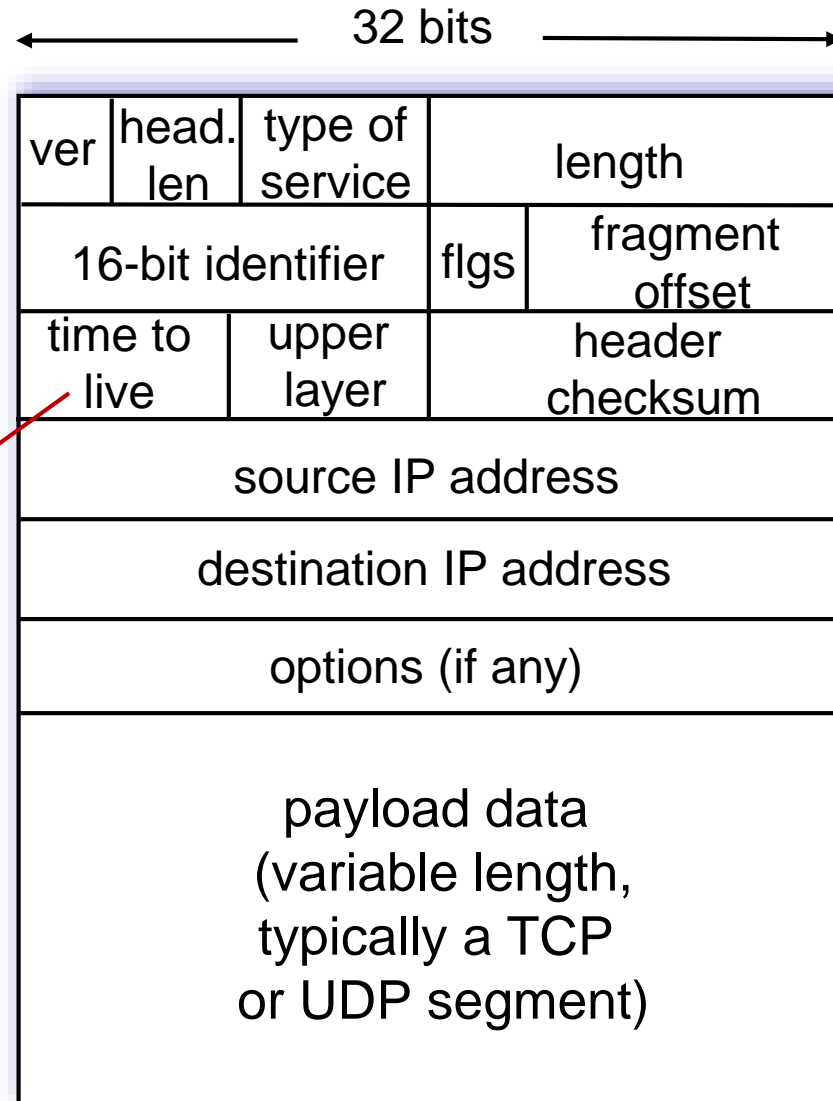 32 bits
ver
head.
len
type of
service
length
16-bit identifier
flgs
fragment
offset
time to
live
upper
layer
header
checksum
source IP address
destination IP address
options (if any)
payload data
(variable length,
typically a TCP
or UDP segment)